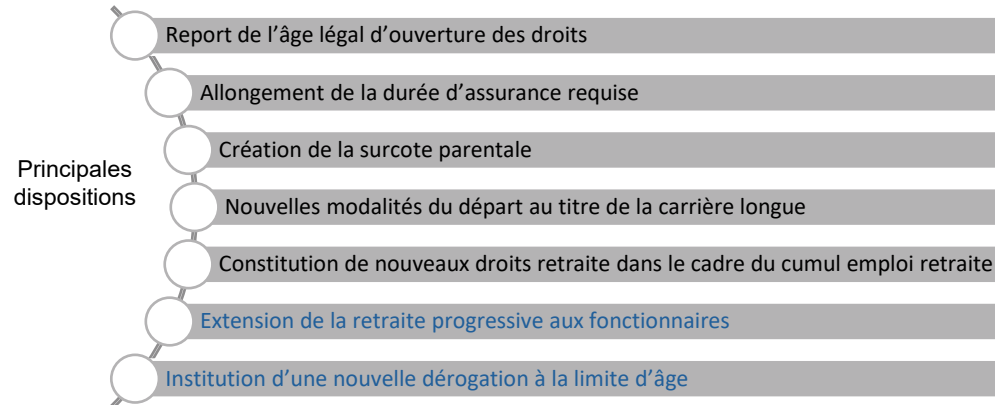 Report de l’âge légal d’ouverture des droits
Allongement de la durée d’assurance requise
Création de la surcote parentale
Principales
dispositions
Nouvelles modalités du départ au titre de la carrière longue
Constitution de nouveaux droits retraite dans le cadre du cumul emploi retraite
Extension de la retraite progressive aux fonctionnaires
Institution d’une nouvelle dérogation à la limite d’âge